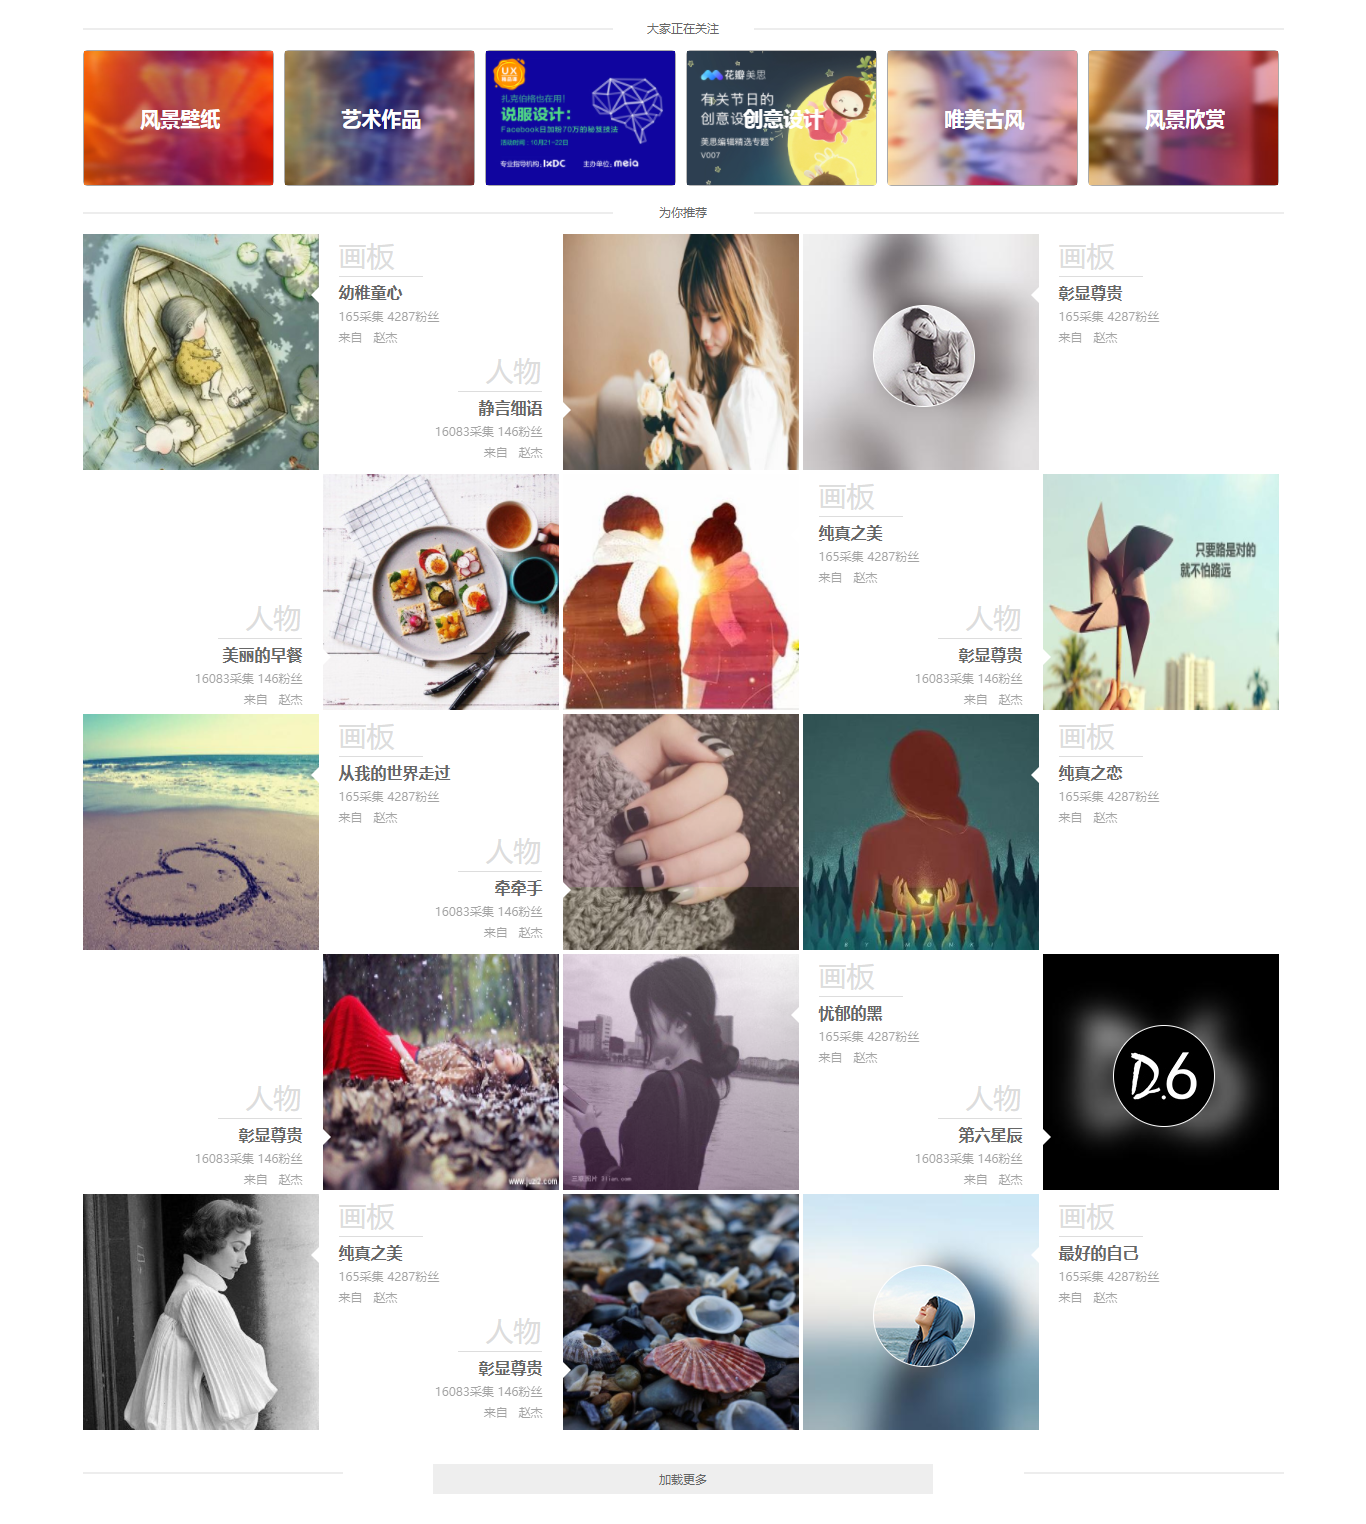 大家正在关注
风景壁纸
艺术作品
UX
精品课
扎克伯格也在用！
说服设计：
Facebook日加粉70万的秘笈技法
活动时间：10月21-22日
专业指导机构：IxDC 主办单位：meia
花瓣美思
有关节日的
创意设
美思编辑精选专题
V007
创意设计
唯美古风
风景欣赏
为你推荐
画板
幼稚童心
165采集 4287粉丝
来自 赵杰
人物
静言细语
16083采集 146粉丝
来自 赵杰
画板
彰显尊贵
165采集 4287粉丝
来自 赵杰
人物
美丽的早餐
16083采集 146粉丝
来自 赵杰
画板
纯真之美
165采集 4287粉丝
来自 赵杰
人物
彰显尊贵
16083采集 146粉丝
来自 赵杰
只要路是对的
就不怕路远
画板
从我的世界走过
165采集 4287粉丝
来自 赵杰
人物
牵牵手
16083采集 146粉丝
来自 赵杰
画板
纯真之恋
165采集 4287粉丝
来自 赵杰
人物
彰显尊贵
16083采集 146粉丝
来自 赵杰
www.juzi2.com
画板
忧郁的黑
165采集 4287粉丝
来自 赵杰
人物
第六星辰
16083采集 146粉丝
来自 赵杰
D.6
画板
纯真之美
165采集 4287粉丝
来自 赵杰
人物
彰显尊贵
16083采集 146粉丝
来自 赵杰
画板
最好的自己
165采集 4287粉丝
来自 赵杰
加载更多